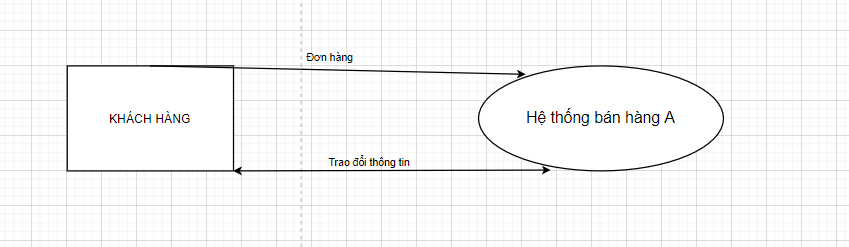 Đơn hàng
KHÁCH HÀNG
Hệ thống bán hàng A
Trao đổi thông tin